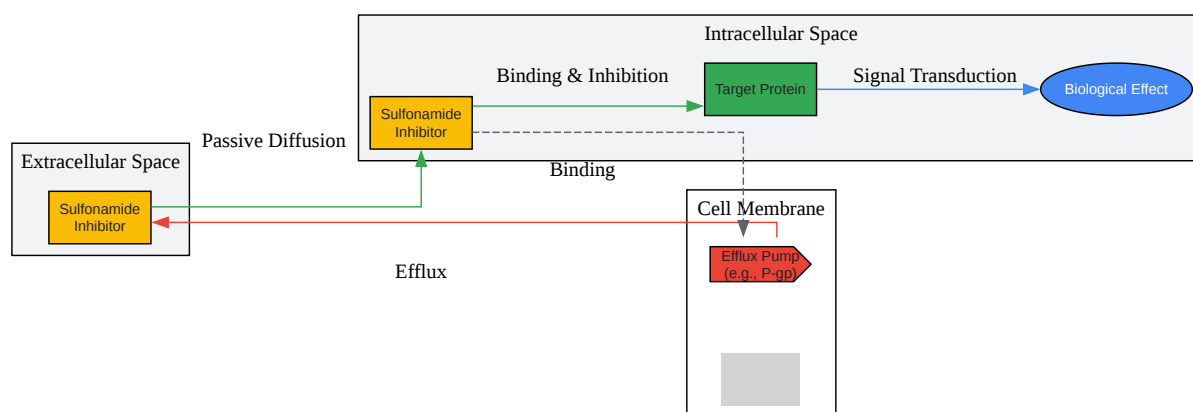 Intracellular Space
Binding & Inhibition
Signal Transduction
Target Protein
Biological Effect
Sulfonamide
Inhibitor
Passive Diffusion
Extracellular Space
Binding
Sulfonamide
Inhibitor
Cell Membrane
Efflux Pump
(e.g., P-gp)
Efflux